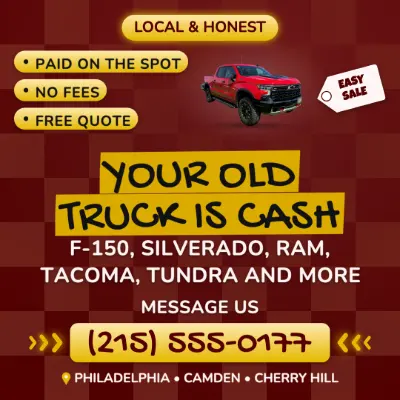 LOCAL & HONEST
• PAID ON THE SPOT
• NO FEES
• FREE QUOTE
EASY
SALE
YOUR OLD
TRUCK IS CASH
F-150, SILVERADO, RAM,
TACOMA, TUNDRA AND MORE
MESSAGE US
(215) 555-0177
PHILADELPHIA • CAMDEN • CHERRY HILL